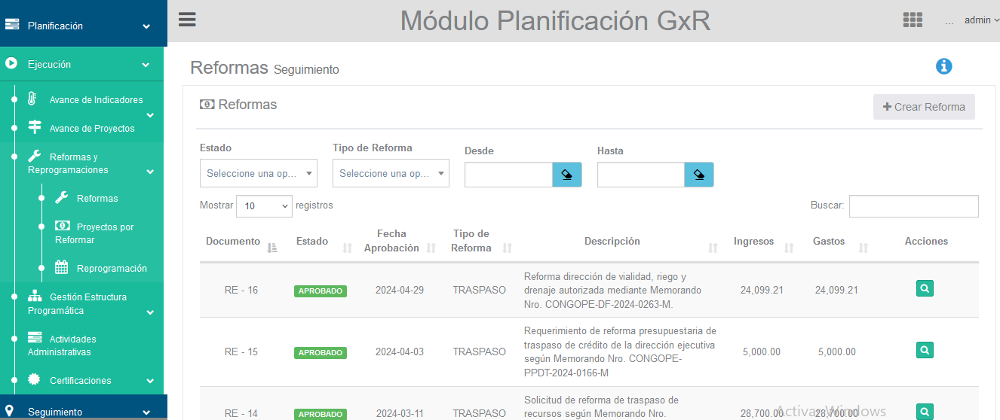 Planificación
Ejecución
Avance de Indicadores
Avance de Proyectos
Reformas y
Reprogramaciones
Reformas
Proyectos por
Reformar
Reprogramación
Gestión Estructura
Programática
Actividades
Administrativas
Certificaciones
Seguimiento
Módulo Planificación GxR
... admin
Reformas Seguimiento
Reformas
Crear Reforma
Estado Tipo de Reforma Desde Hasta
Seleccione una op... Seleccione una op...
Mostrar 10 registros Buscar:
Documento Estado Fecha Aprobación Tipo de Reforma Descripción Ingresos Gastos Acciones
RE - 16 APROBADO 2024-04-29 TRASPASO
Reforma dirección de vialidad, riego y
drenaje autorizada mediante Memorando
Nro. CONGOPE-DF-2024-0263-M.
24,099.21 24,099.21
RE - 15 APROBADO 2024-04-03 TRASPASO
Requerimiento de reforma presupuestaria de
traspaso de crédito de la dirección ejecutiva
según Memorando Nro. CONGOPE-
PPDT-2024-0166-M
5,000.00 5,000.00
RE - 14 APROBADO 2024-03-11 TRASPASO
Solicitud de reforma de traspaso de
recursos según Memorando Nro.
28,700.00 28,700.00
Activar Windows